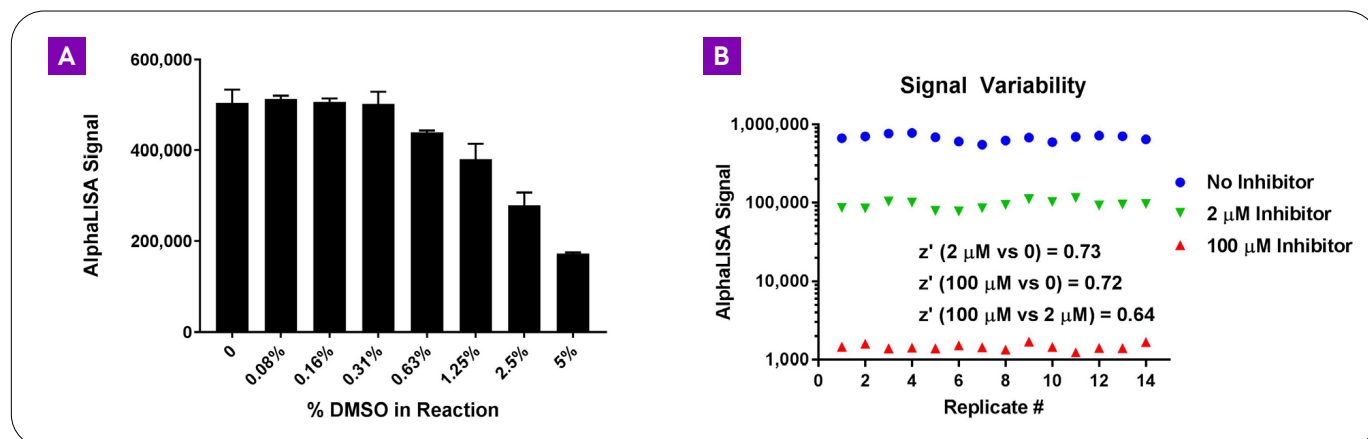 A
600,000
400,000
200,000
0
AlphaLISA Signal
0
0.08%
0.16%
0.31%
0.63%
1.25%
2.5%
5%
% DMSO in Reaction
B
Signal Variability
1,000,000
100,000
10,000
1,000
AlphaLISA Signal
z' (2 μM vs 0) = 0.73
z' (100 μM vs 0) = 0.72
z' (100 μM vs 2 μM) = 0.64
0
2
4
6
8
10
12
14
Replicate #
No Inhibitor
2 μM Inhibitor
100 μM Inhibitor